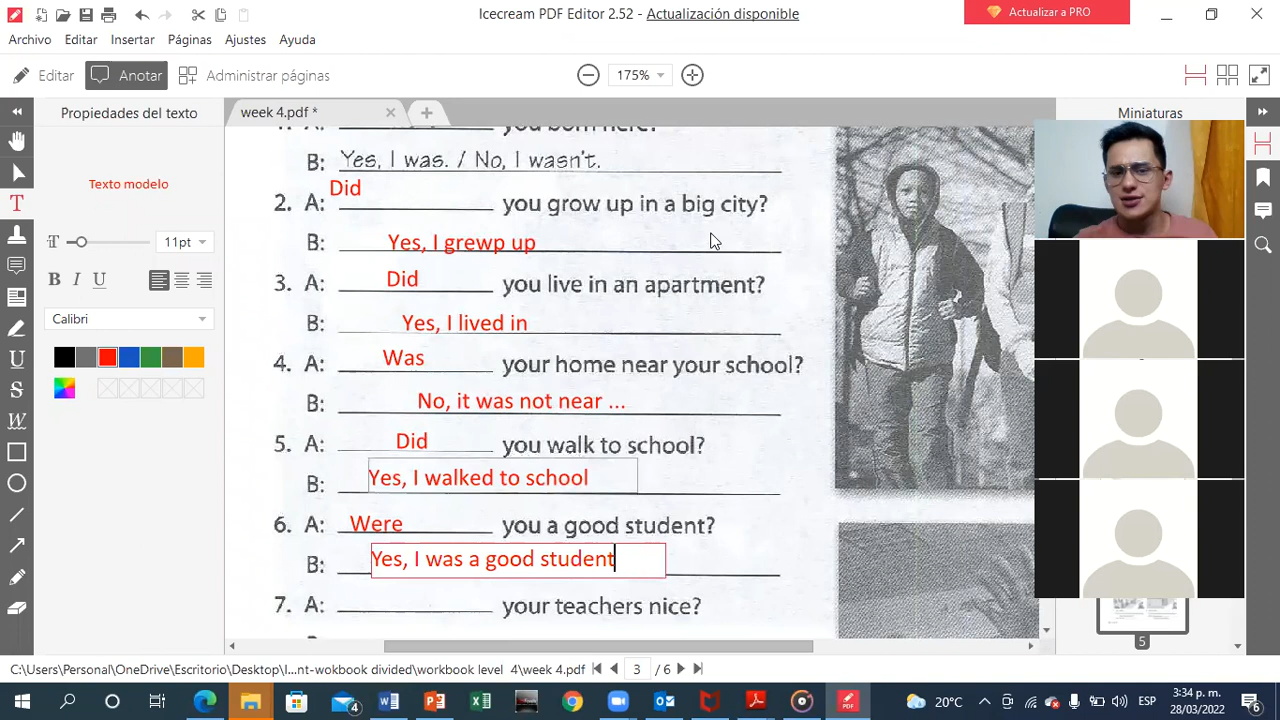 Icecream PDF Editor 2.52 - Actualización disponible
Actualizar a PRO
Archivo Editar Insertar Páginas Ajustes Ayuda
Editar Anotar Administrar páginas 175%
Propiedades del texto
week 4.pdf *
Miniaturas
Texto modelo
T 11pt
B I U
Calibri
1. A: you born here?
B: Yes, I was. / No, I wasn't.
Did
2. A: you grow up in a big city?
B: Yes, I grewp up
3. A: Did you live in an apartment?
B: Yes, I lived in
4. A: Was your home near your school?
B: No, it was not near ...
5. A: Did you walk to school?
B: Yes, I walked to school
6. A: Were you a good student?
B: Yes, I was a good student
7. A: your teachers nice?
5
C:\Users\Personal\OneDrive\Escritorio\Desktop\I...nt-wokbook divided\workbook level 4\week 4.pdf 3 / 6
4 20°C ESP 3:34 p. m.
28/03/2022 6